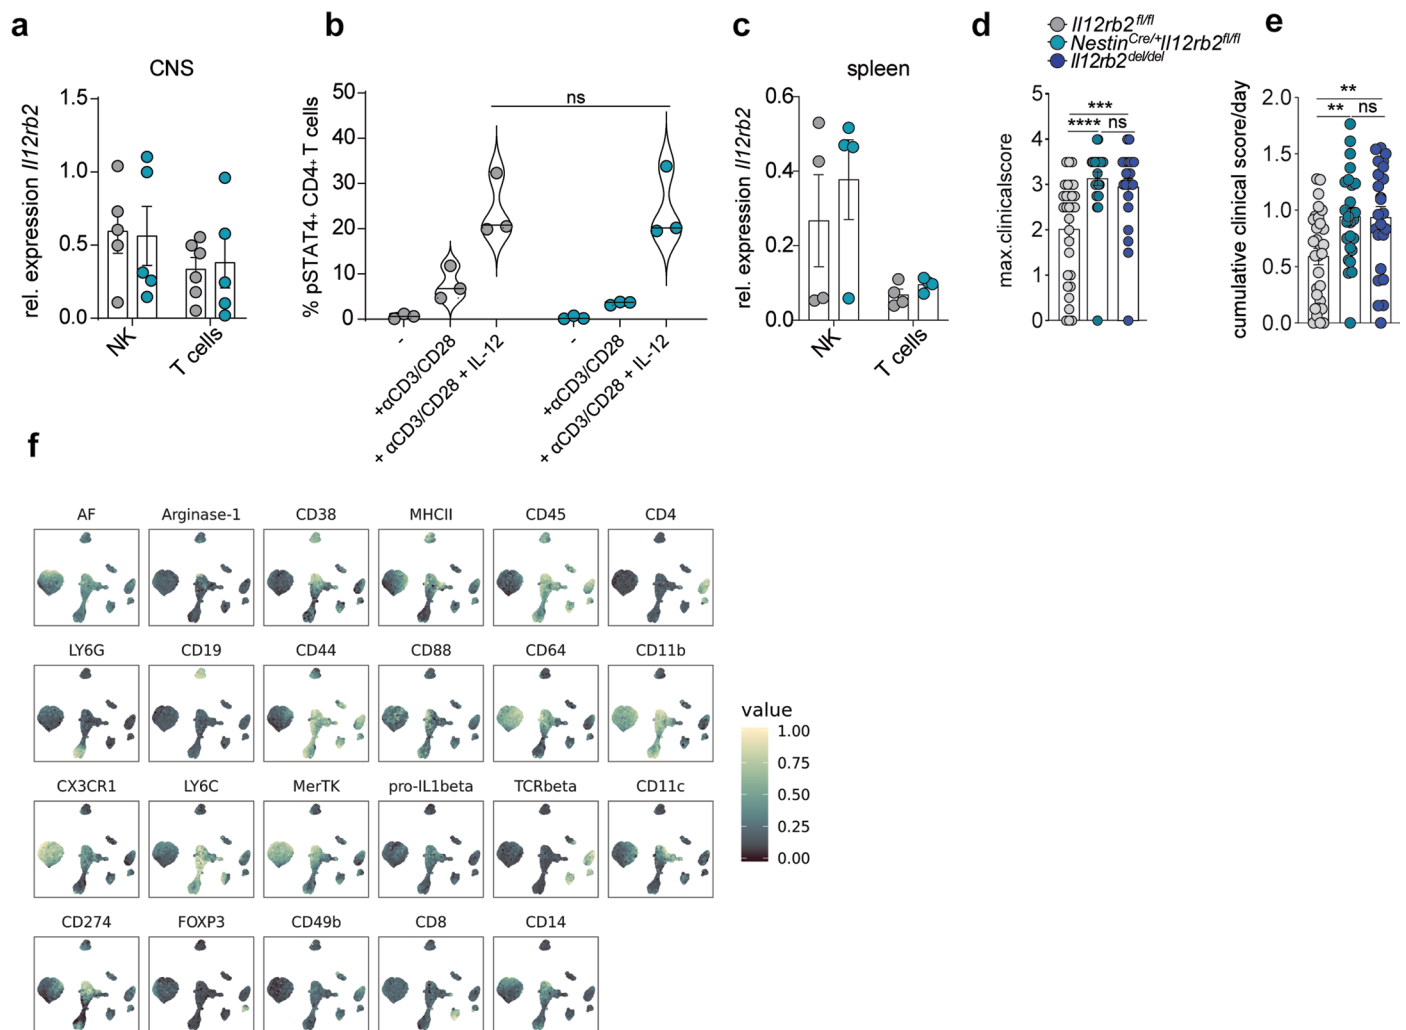 a
CNS
rel. expression Il12rb2
1.5
1.0
0.5
0.0
NK
T cells
b
% pSTAT4+ CD4+ T cells
50
40
30
20
10
0
ns
-
+αCD3/CD28
+ αCD3/CD28 + IL-12
-
+αCD3/CD28
+ αCD3/CD28 + IL-12
c
spleen
rel. expression Il12rb2
0.6
0.4
0.2
0.0
NK
T cells
d
Il12rb2fl/fl
NestinCre/+Il12rb2fl/fl
Il12rb2del/del
max.clinicalscore
5
4
3
2
1
0
***
**** ns
e
cumulative clinical score/day
2.0
1.5
1.0
0.5
0.0
**
** ns
f
AF Arginase-1 CD38 MHCII CD45 CD4
LY6G CD19 CD44 CD88 CD64 CD11b
CX3CR1 LY6C MerTK pro-IL1beta TCRbeta CD11c
CD274 FOXP3 CD49b CD8 CD14
value
1.00
0.75
0.50
0.25
0.00